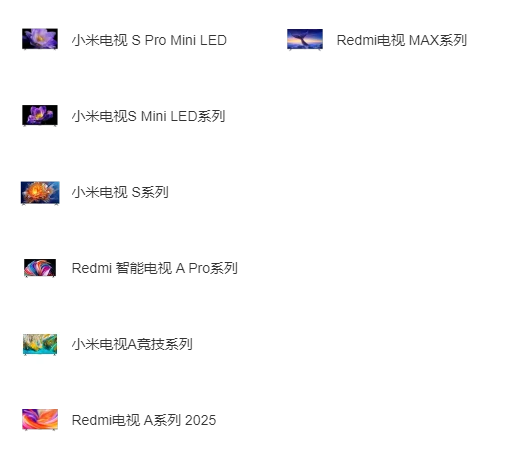 小米电视 S Pro Mini LED
小米电视S Mini LED系列
小米电视 S系列
Redmi 智能电视 A Pro系列
小米电视A竞技系列
Redmi电视 A系列 2025
Redmi电视 MAX系列